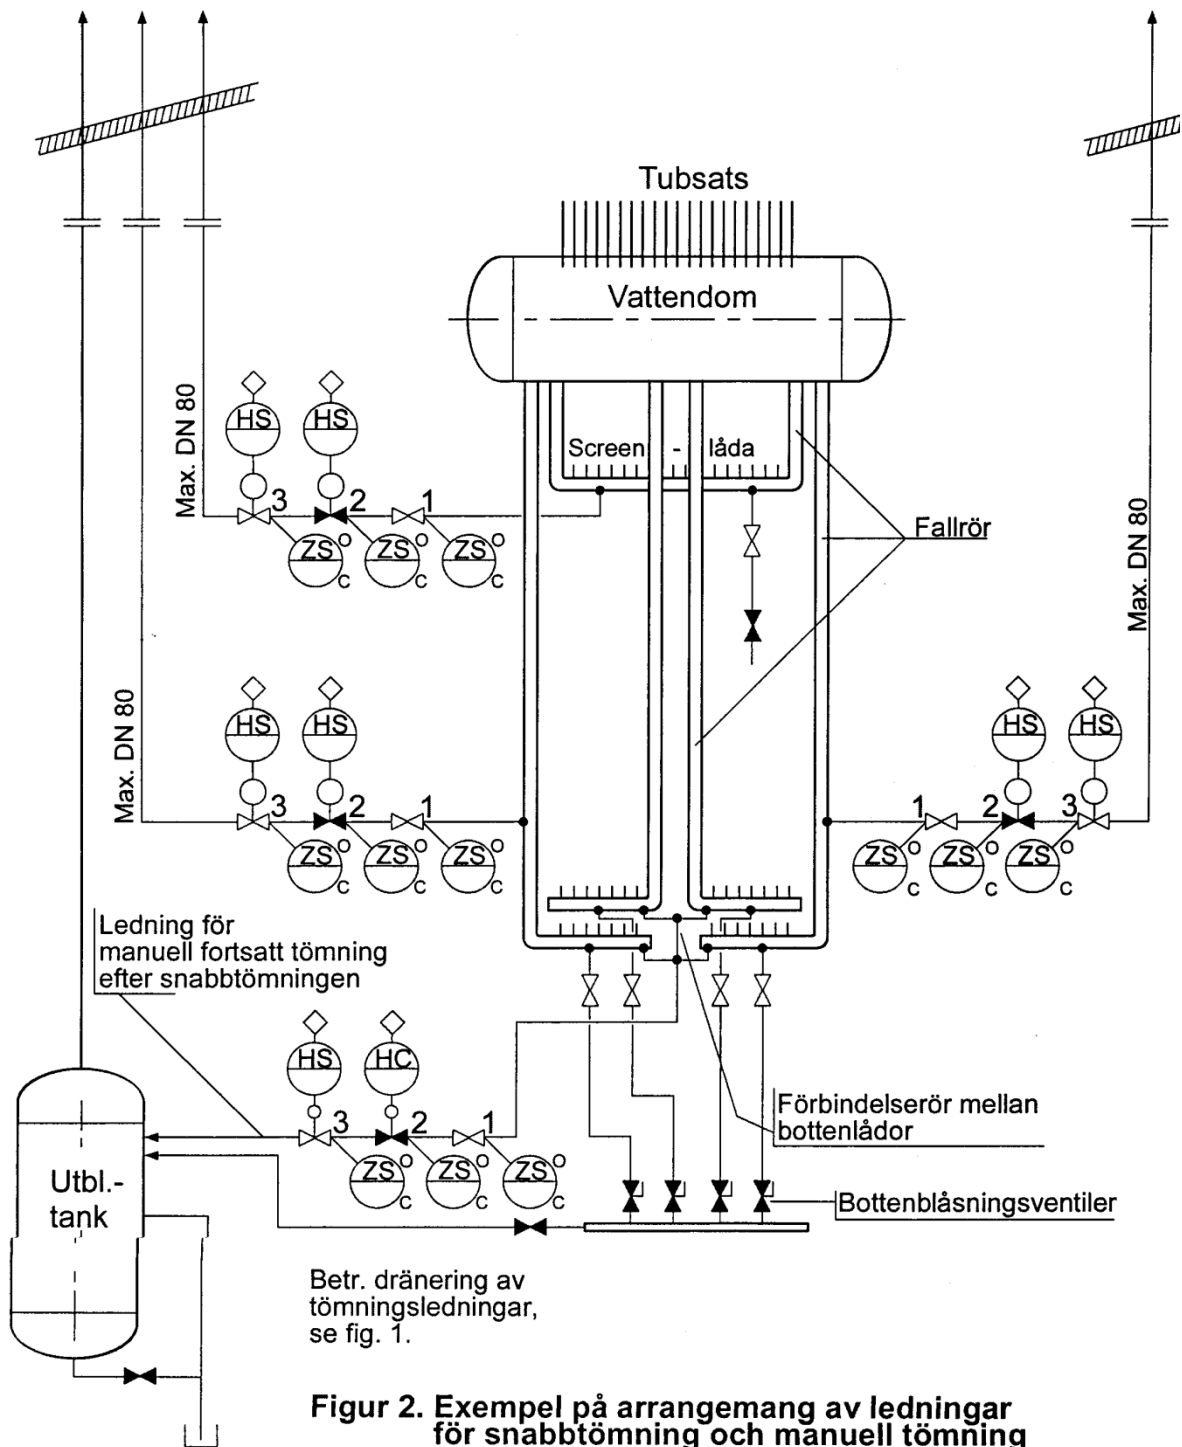 Tubsats
Vattendom
Max. DN 80
HS
HS
3
2
1
ZS
O
C
ZS
O
C
ZS
O
C
Screen - låda
Fallrör
Max. DN 80
Max. DN 80
HS
HS
3
2
1
ZS
O
C
ZS
O
C
ZS
O
C
HS
HS
1
2
3
ZS
O
C
ZS
O
C
ZS
O
C
Ledning för
manuell fortsatt tömning
efter snabbtömningen
HS
HC
3
2
1
ZS
O
C
ZS
O
C
ZS
O
C
Förbindelserör mellan
bottenlådor
Utbl.-
tank
Bottenblåsningsventiler
Betr. dränering av
tömningsledningar,
se fig. 1.
Figur 2. Exempel på arrangemang av ledningar
för snabbtömning och manuell tömning